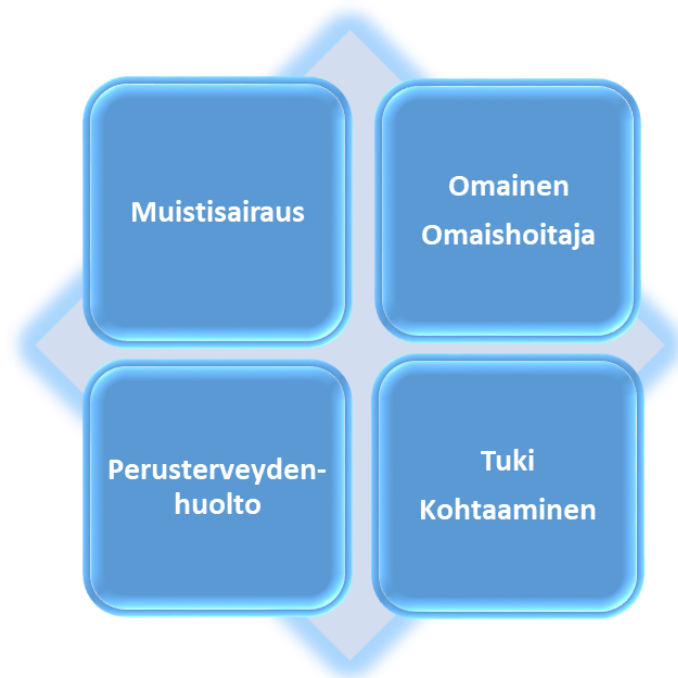 Muistisairaus
Omainen
Omaishoitaja
Perusterveyden-
huolto
Tuki
Kohtaaminen